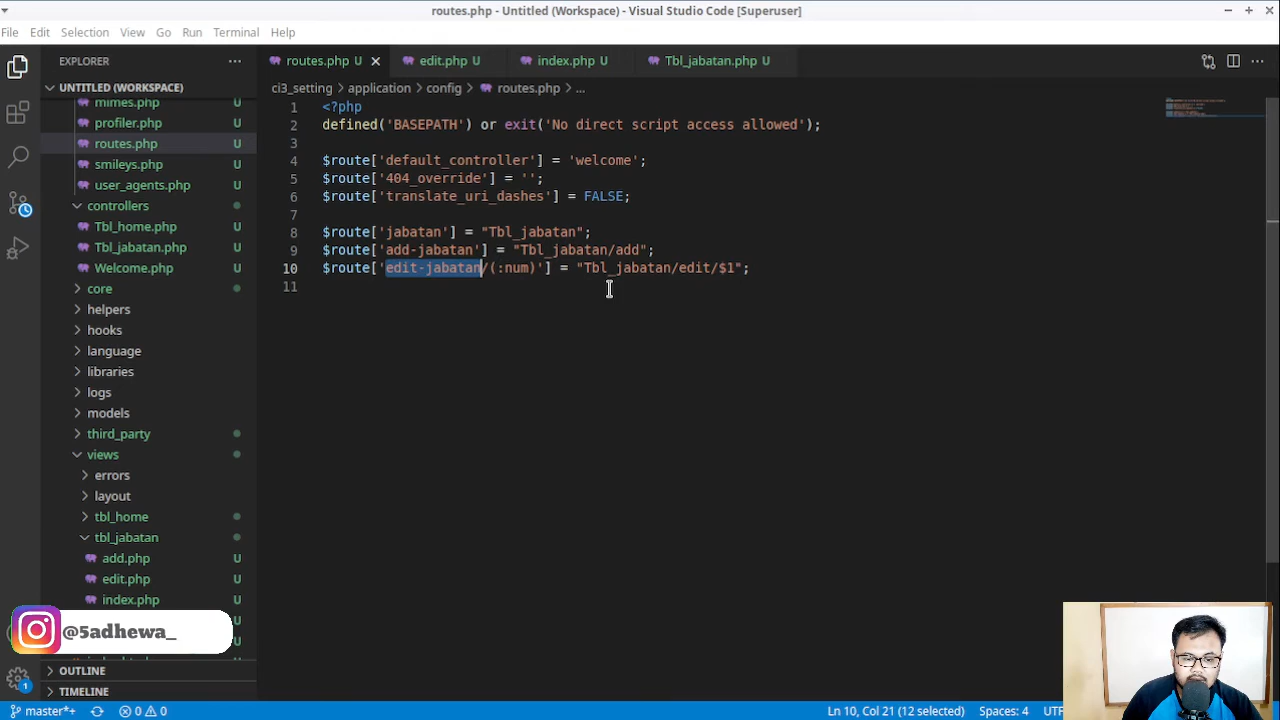 routes.php - Untitled (Workspace) - Visual Studio Code [Superuser]
File Edit Selection View Go Run Terminal Help
EXPLORER
routes.php U
edit.php U
index.php U
Tbl_jabatan.php U
UNTITLED (WORKSPACE)
ci3_setting > application > config > routes.php > ...
mimes.php U
profiler.php U
routes.php U
smileys.php U
user_agents.php U
controllers
Tbl_home.php U
Tbl_jabatan.php U
Welcome.php U
core
helpers
hooks
language
libraries
logs
models
third_party
views
errors
layout
tbl_home
tbl_jabatan
add.php U
edit.php U
index.php U
OUTLINE
TIMELINE
1 <?php
2 defined('BASEPATH') or exit('No direct script access allowed');
3
4 $route['default_controller'] = 'welcome';
5 $route['404_override'] = '';
6 $route['translate_uri_dashes'] = FALSE;
7
8 $route['jabatan'] = "Tbl_jabatan";
9 $route['add-jabatan'] = "Tbl_jabatan/add";
10 $route['edit-jabatan/(:num)'] = "Tbl_jabatan/edit/$1";
11
@5adhewa_
1
master*+ 0 0 Ln 10, Col 21 (12 selected) Spaces: 4